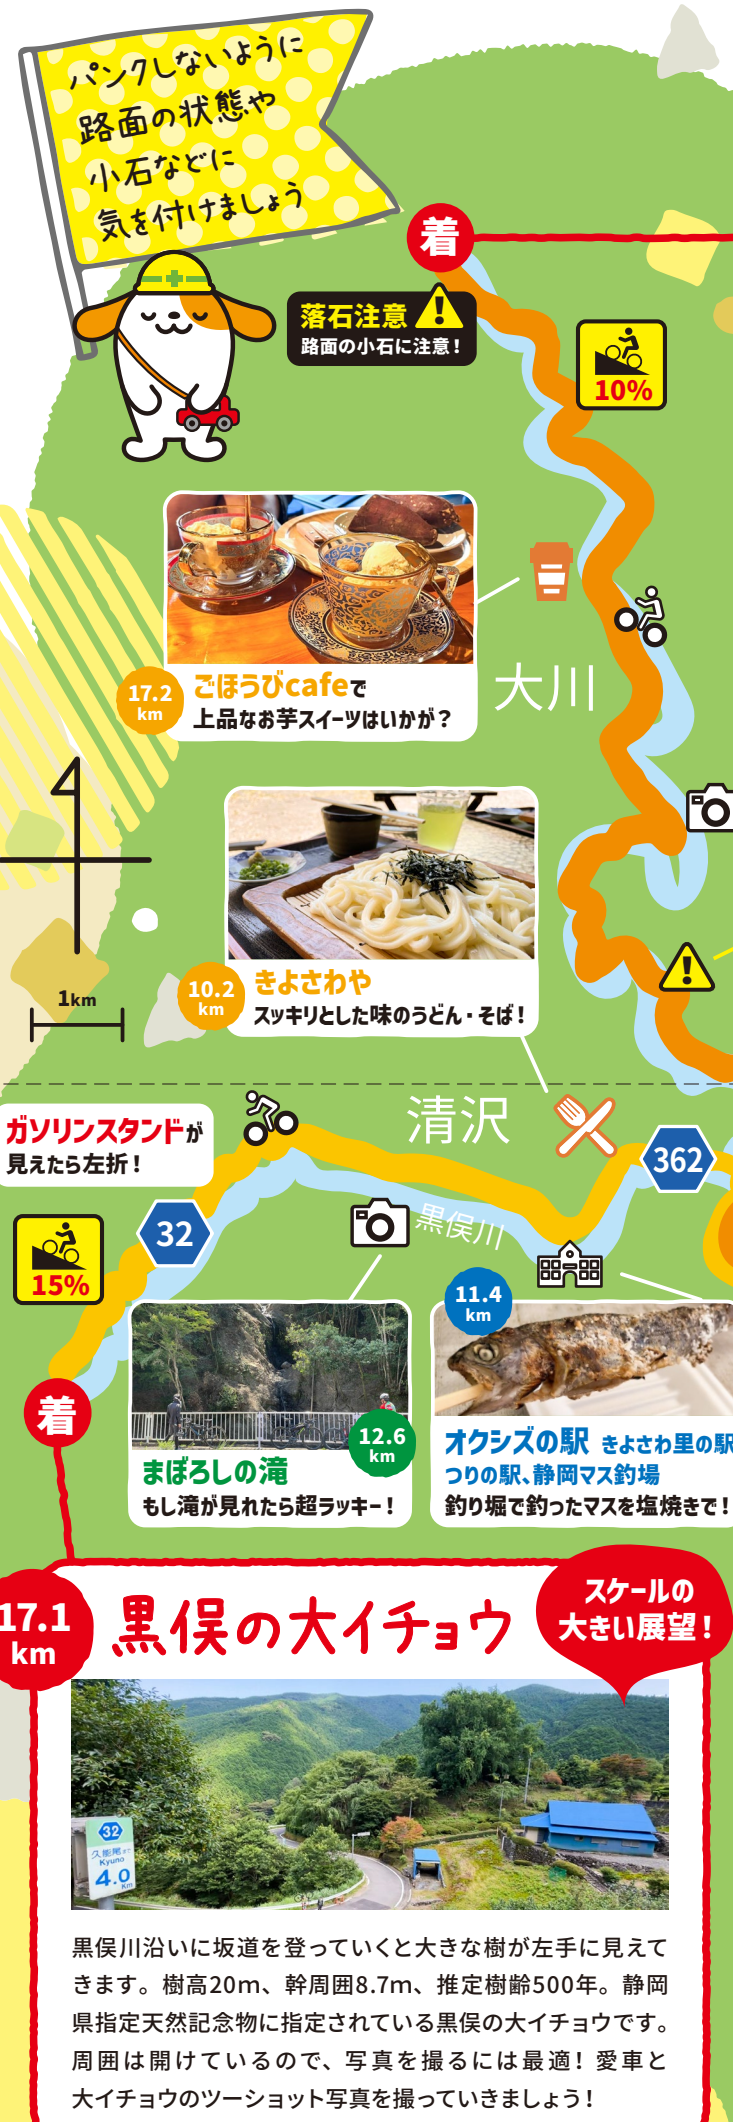 パンクしないように
路面の状態や
小石などに
気を付けましょう
着
落石注意
路面の小石に注意!
10%
17.2
km
ごほうびcafeで
上品なお芋スイーツはいかが?
大川
10.2
km
きよさわや
スッキリとした味のうどん・そば!
1km
ガソリンスタンドが
見えたら左折!
清沢
362
32
黒俣川
15%
着
11.4
km
12.6
km
まぼろしの滝
もし滝が見れたら超ラッキー!
オクシズの駅 きよさわ里の駅
つりの駅、静岡マス釣場
釣り堀で釣ったマスを塩焼きで!
17.1
km
黒俣の大イチョウ
スケールの
大きい展望!
32
久能尾まで
Kyuno
4.0
Km
黒俣川沿いに坂道を登っていくと大きな樹が左手に見えて
きます。樹高20m、幹周囲8.7m、推定樹齢500年。静岡
県指定天然記念物に指定されている黒俣の大イチョウです。
周囲は開けているので、写真を撮るには最適!愛車と
大イチョウのツーショット写真を撮っていきましょう!